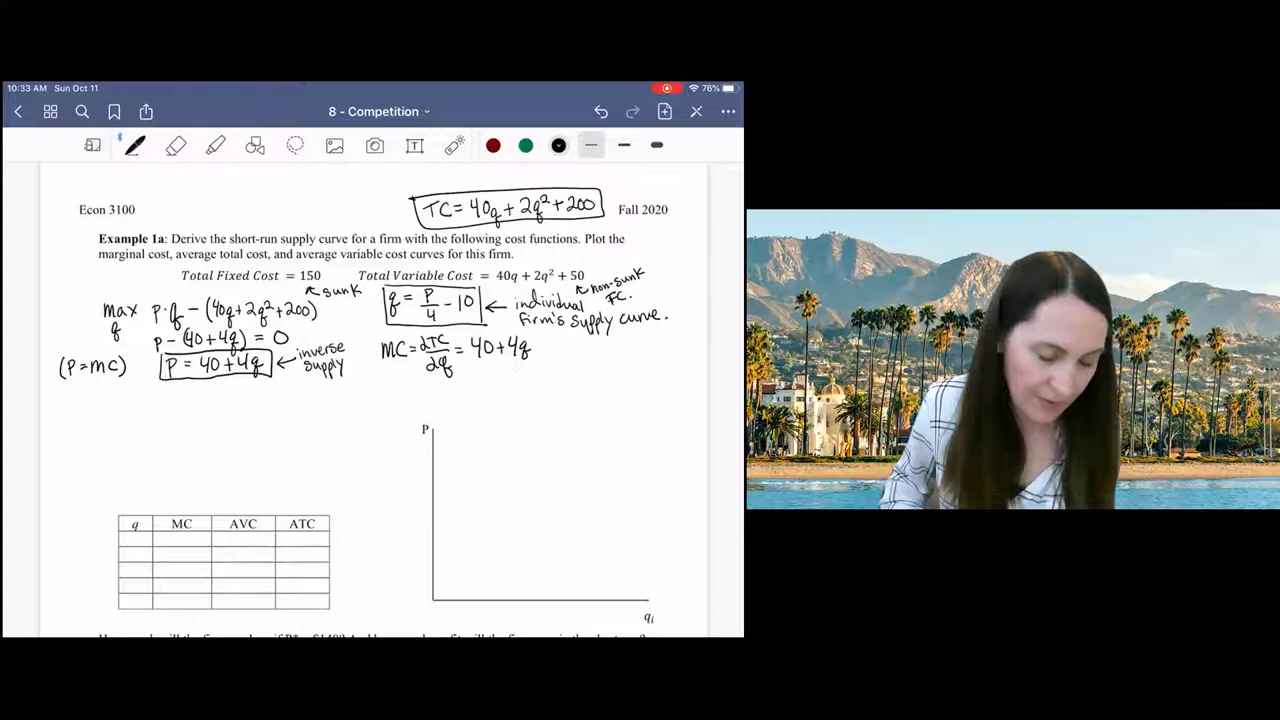 10:33 AM Sun Oct 11
76%
8 - Competition
T
Econ 3100
TC = 40q + 2q² + 200
Fall 2020
Example 1a: Derive the short-run supply curve for a firm with the following cost functions. Plot the
marginal cost, average total cost, and average variable cost curves for this firm.
Total Fixed Cost = 150 Total Variable Cost = 40q + 2q² + 50
sunk
non-sunk
FC.
max P·q - (40q + 2q² + 200)
q
q = P/4 - 10
individual
firm's supply curve.
P - (40 + 4q) = 0
(P = MC)
P = 40 + 4q
inverse
supply
MC = ∂TC/∂q = 40 + 4q
P
q MC AVC ATC
qᵢ